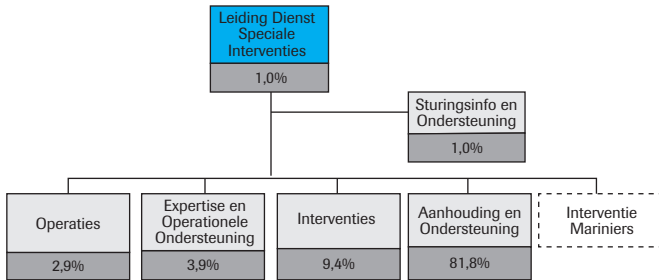 Leiding Dienst
Speciale
Interventies
1,0%
Sturingsinfo en
Ondersteuning
1,0%
Operaties
2,9%
Expertise en
Operationele
Ondersteuning
3,9%
Interventies
9,4%
Aanhouding en
Ondersteuning
81,8%
Interventie
Mariniers